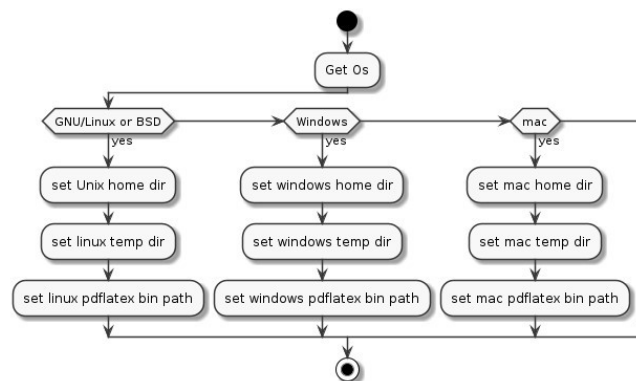 Get Os
GNU/Linux or BSD
Windows
mac
yes
yes
yes
set Unix home dir
set windows home dir
set mac home dir
set linux temp dir
set windows temp dir
set mac temp dir
set linux pdflatex bin path
set windows pdflatex bin path
set mac pdflatex bin path